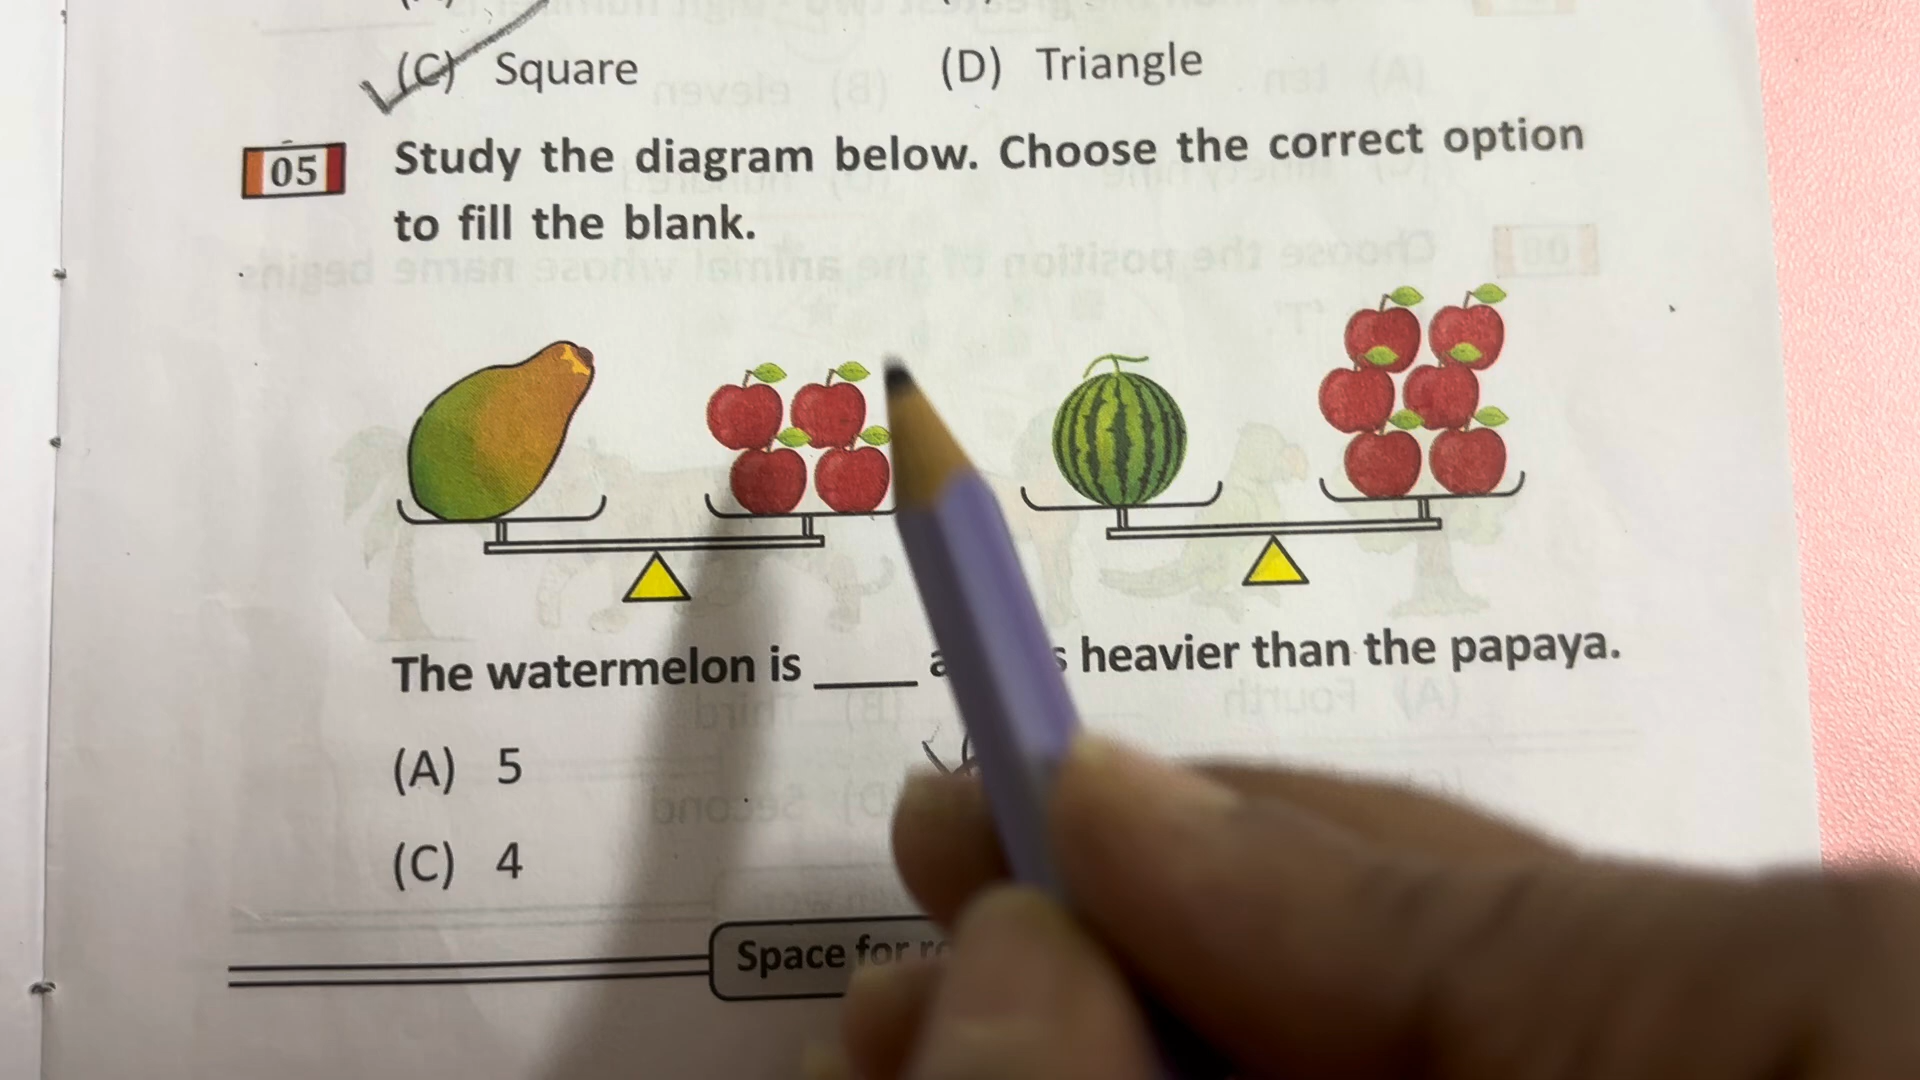 (C) Square (D) Triangle
05 Study the diagram below. Choose the correct option
to fill the blank.
The watermelon is ____ heavier than the papaya.
(A) 5
(C) 4
Space for